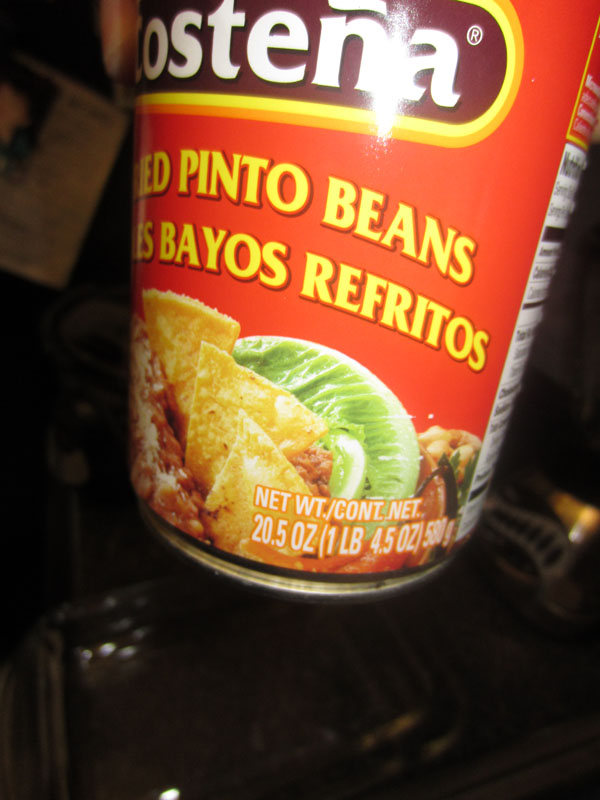 osteña®
IED PINTO BEANS
ES BAYOS REFRITOS
NET WT./CONT. NET.
20.5 OZ (1 LB 4.5 OZ) 580 g